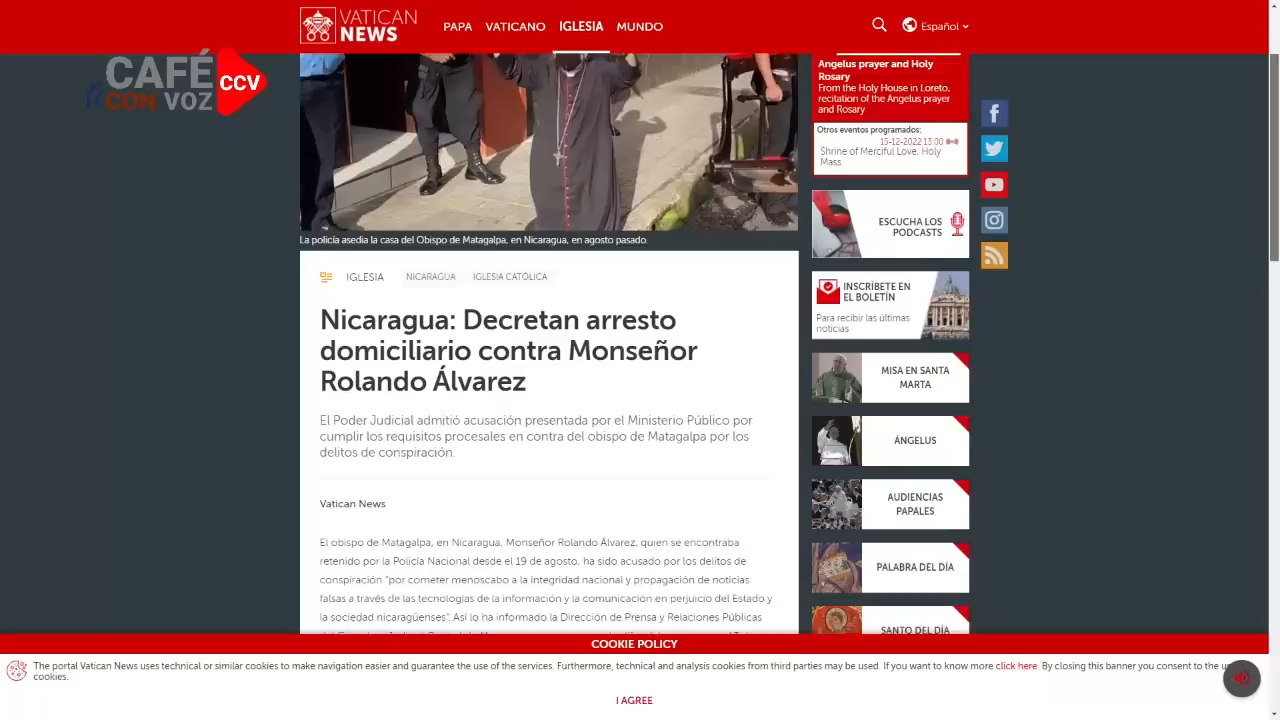 VATICAN
NEWS
PAPA
VATICANO
IGLESIA
MUNDO
Español
CAFÉ
CON VOZ
CCV
Angelus prayer and Holy
Rosary
From the Holy House in Loreto,
recitation of the Angelus prayer
and Rosary
Otros eventos programados:
15-12-2022 13:00
Shrine of Merciful Love, Holy
Mass
La policía asedia la casa del Obispo de Matagalpa, en Nicaragua, en agosto pasado.
IGLESIA
NICARAGUA
IGLESIA CATÓLICA
Nicaragua: Decretan arresto
domiciliario contra Monseñor
Rolando Álvarez
El Poder Judicial admitió acusación presentada por el Ministerio Público por
cumplir los requisitos procesales en contra del obispo de Matagalpa por los
delitos de conspiración.
Vatican News
El obispo de Matagalpa, en Nicaragua, Monseñor Rolando Álvarez, quien se encontraba
retenido por la Policía Nacional desde el 19 de agosto, ha sido acusado por los delitos de
conspiración "por cometer menoscabo a la integridad nacional y propagación de noticias
falsas a través de las tecnologías de la información y la comunicación en perjuicio del Estado y
la sociedad nicaragüenses". Así lo ha informado la Dirección de Prensa y Relaciones Públicas
ESCUCHA LOS
PODCASTS
INSCRÍBETE EN
EL BOLETÍN
Para recibir las últimas
noticias
MISA EN SANTA
MARTA
ÁNGELUS
AUDIENCIAS
PAPALES
PALABRA DEL DÍA
SANTO DEL DÍA
COOKIE POLICY
The portal Vatican News uses technical or similar cookies to make navigation easier and guarantee the use of the services. Furthermore, technical and analysis cookies from third parties may be used. If you want to know more click here. By closing this banner you consent to the
cookies.
I AGREE